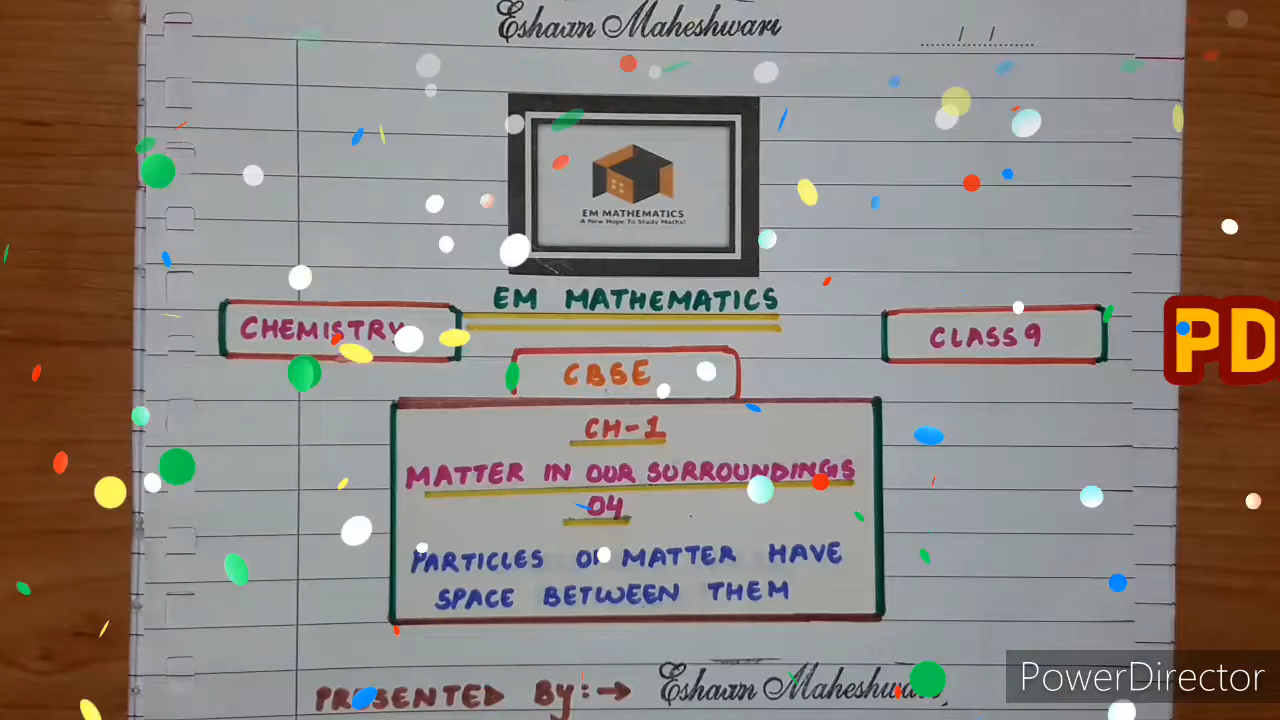 Eshaan Maheshwari
/ /
EM MATHEMATICS
A New Hope To Study Maths!
EM MATHEMATICS
CHEMISTRY
CLASS 9
PD
CBSE
CH-1
MATTER IN OUR SURROUNDINGS
04
PARTICLES OF MATTER HAVE
SPACE BETWEEN THEM
PRESENTED BY:→ Eshaan Maheshwari
PowerDirector